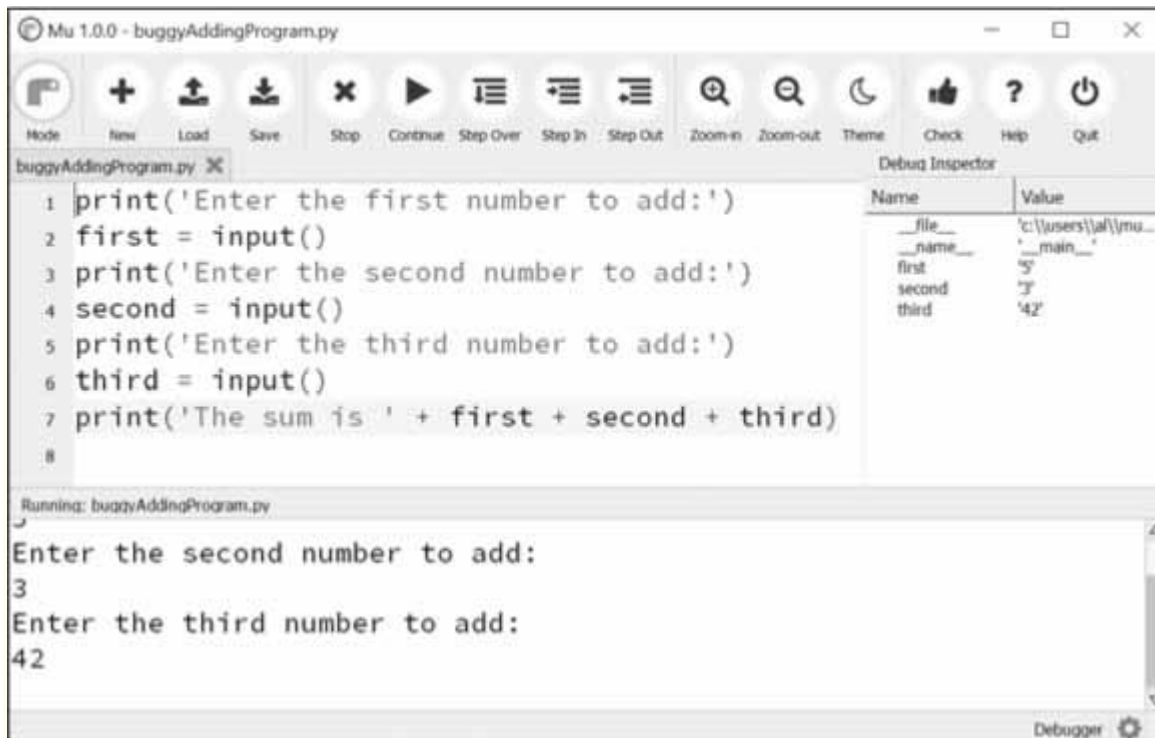 Mu 1.0.0 - buggyAddingProgram.py
Mode New Load Save Stop Continue Step Over Step In Step Out Zoom-in Zoom-out Theme Check Help Quit
buggyAddingProgram.py
1 print('Enter the first number to add:')
2 first = input()
3 print('Enter the second number to add:')
4 second = input()
5 print('Enter the third number to add:')
6 third = input()
7 print('The sum is ' + first + second + third)
8
Debug Inspector
Name Value
__file__ 'c:\\users\\al\\mu...
__name__ '__main__'
first '5'
second '3'
third '42'
Running: buggyAddingProgram.py
Enter the second number to add:
3
Enter the third number to add:
42
Debugger